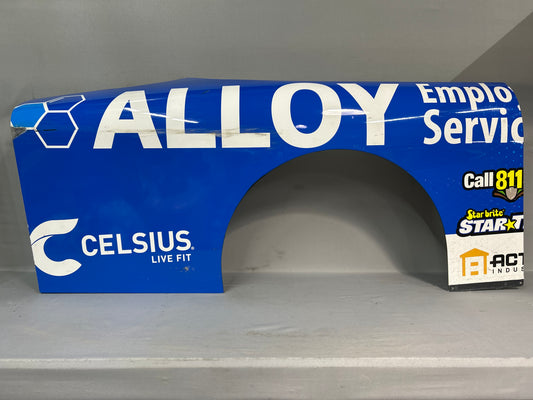 ALLOY
Emplo
Servic
Call 811
Star brite
STAR★T
CELSIUS®
LIVE FIT
ACT
INDUS